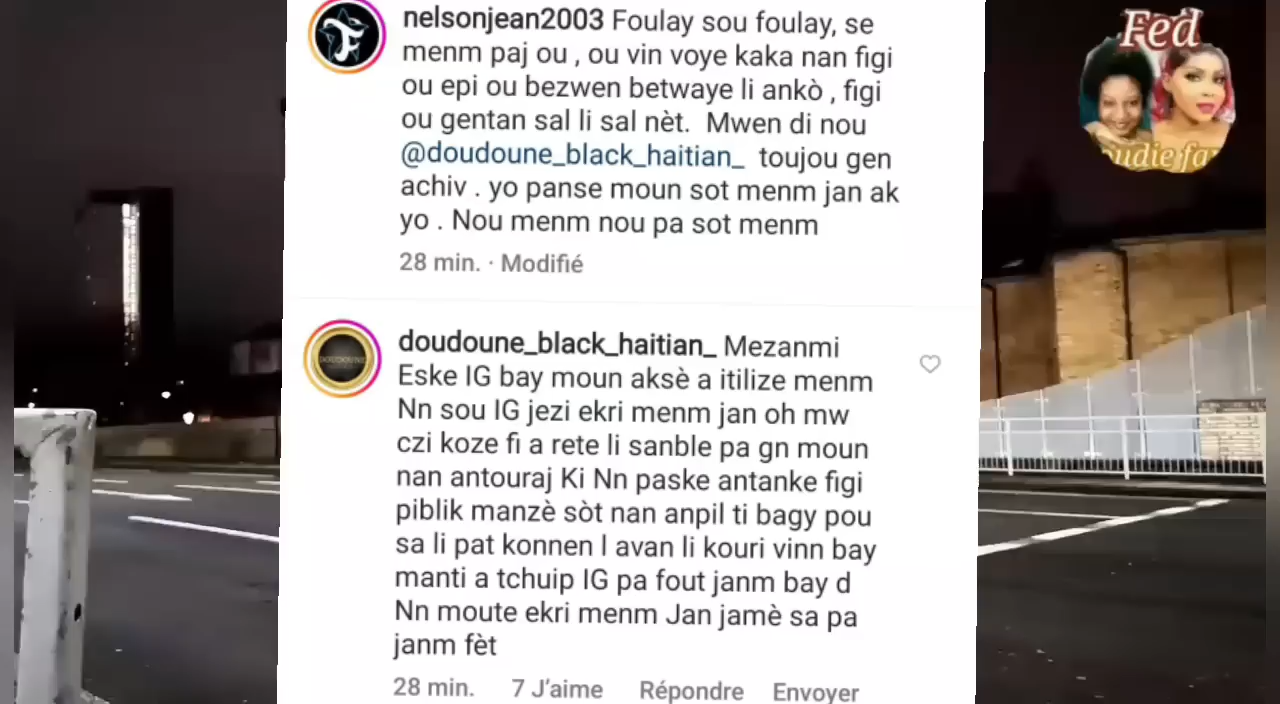 nelsonjean2003 Foulay sou foulay, se
menm paj ou , ou vin voye kaka nan figi
ou epi ou bezwen betwaye li ankò , figi
ou gentan sal li sal nèt. Mwen di nou
@doudoune_black_haitian_ toujou gen
achiv . yo panse moun sot menm jan ak
yo . Nou menm nou pa sot menm
28 min. · Modifié
doudoune_black_haitian_ Mezanmi
Eske IG bay moun aksè a itilize menm
Nn sou IG jezi ekri menm jan oh mw
czi koze fi a rete li sanble pa gn moun
nan antouraj Ki Nn paske antanke figi
piblik manzè sòt nan anpil ti bagy pou
sa li pat konnen l avan li kouri vinn bay
manti a tchuip IG pa fout janm bay d
Nn moute ekri menm Jan jamè sa pa
janm fèt
28 min. 7 J'aime Répondre Envoyer
Fed